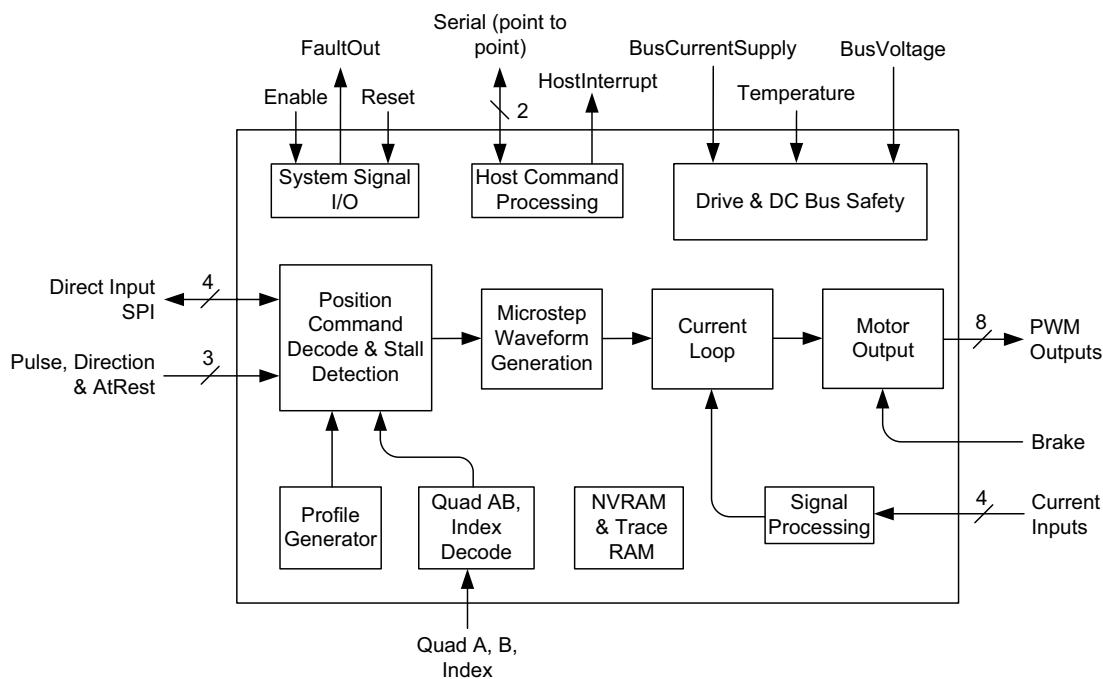 Serial (point to
point)
FaultOut
BusCurrentSupply
BusVoltage
HostInterrupt
Enable
Reset
Temperature
2
System Signal
I/O
Host Command
Processing
Drive & DC Bus Safety
Direct Input
SPI
4
Position
Command
Decode & Stall
Detection
Microstep
Waveform
Generation
Current
Loop
Motor
Output
8
PWM
Outputs
Pulse, Direction
& AtRest
3
Brake
Profile
Generator
Quad AB,
Index
Decode
NVRAM
& Trace
RAM
Signal
Processing
4
Current
Inputs
Quad A, B,
Index